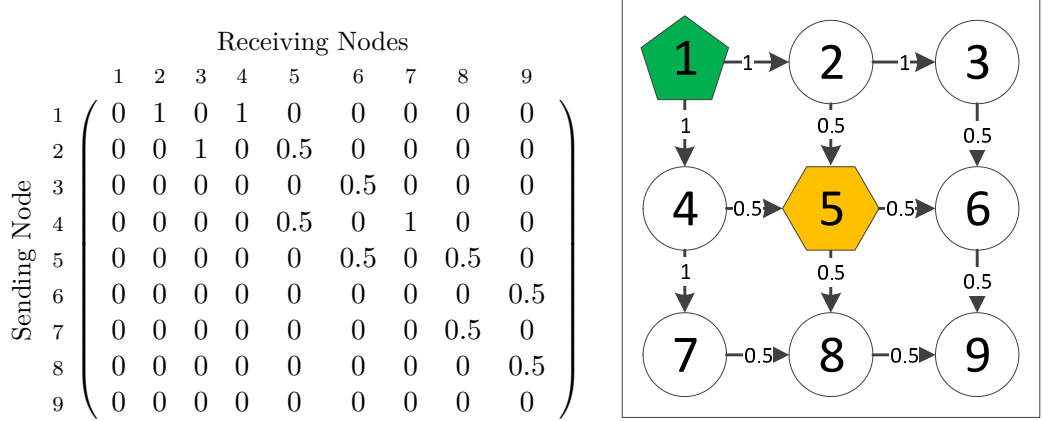 Receiving Nodes
1 2 3 4 5 6 7 8 9
Sending Node
1 0 1 0 1 0 0 0 0 0
2 0 0 1 0 0.5 0 0 0 0
3 0 0 0 0 0 0.5 0 0 0
4 0 0 0 0 0.5 0 1 0 0
5 0 0 0 0 0 0.5 0 0.5 0
6 0 0 0 0 0 0 0 0 0.5
7 0 0 0 0 0 0 0 0.5 0
8 0 0 0 0 0 0 0 0 0.5
9 0 0 0 0 0 0 0 0 0
1 1 2 1 3
1 0.5 0.5
4 0.5 5 0.5 6
1 0.5 0.5
7 0.5 8 0.5 9